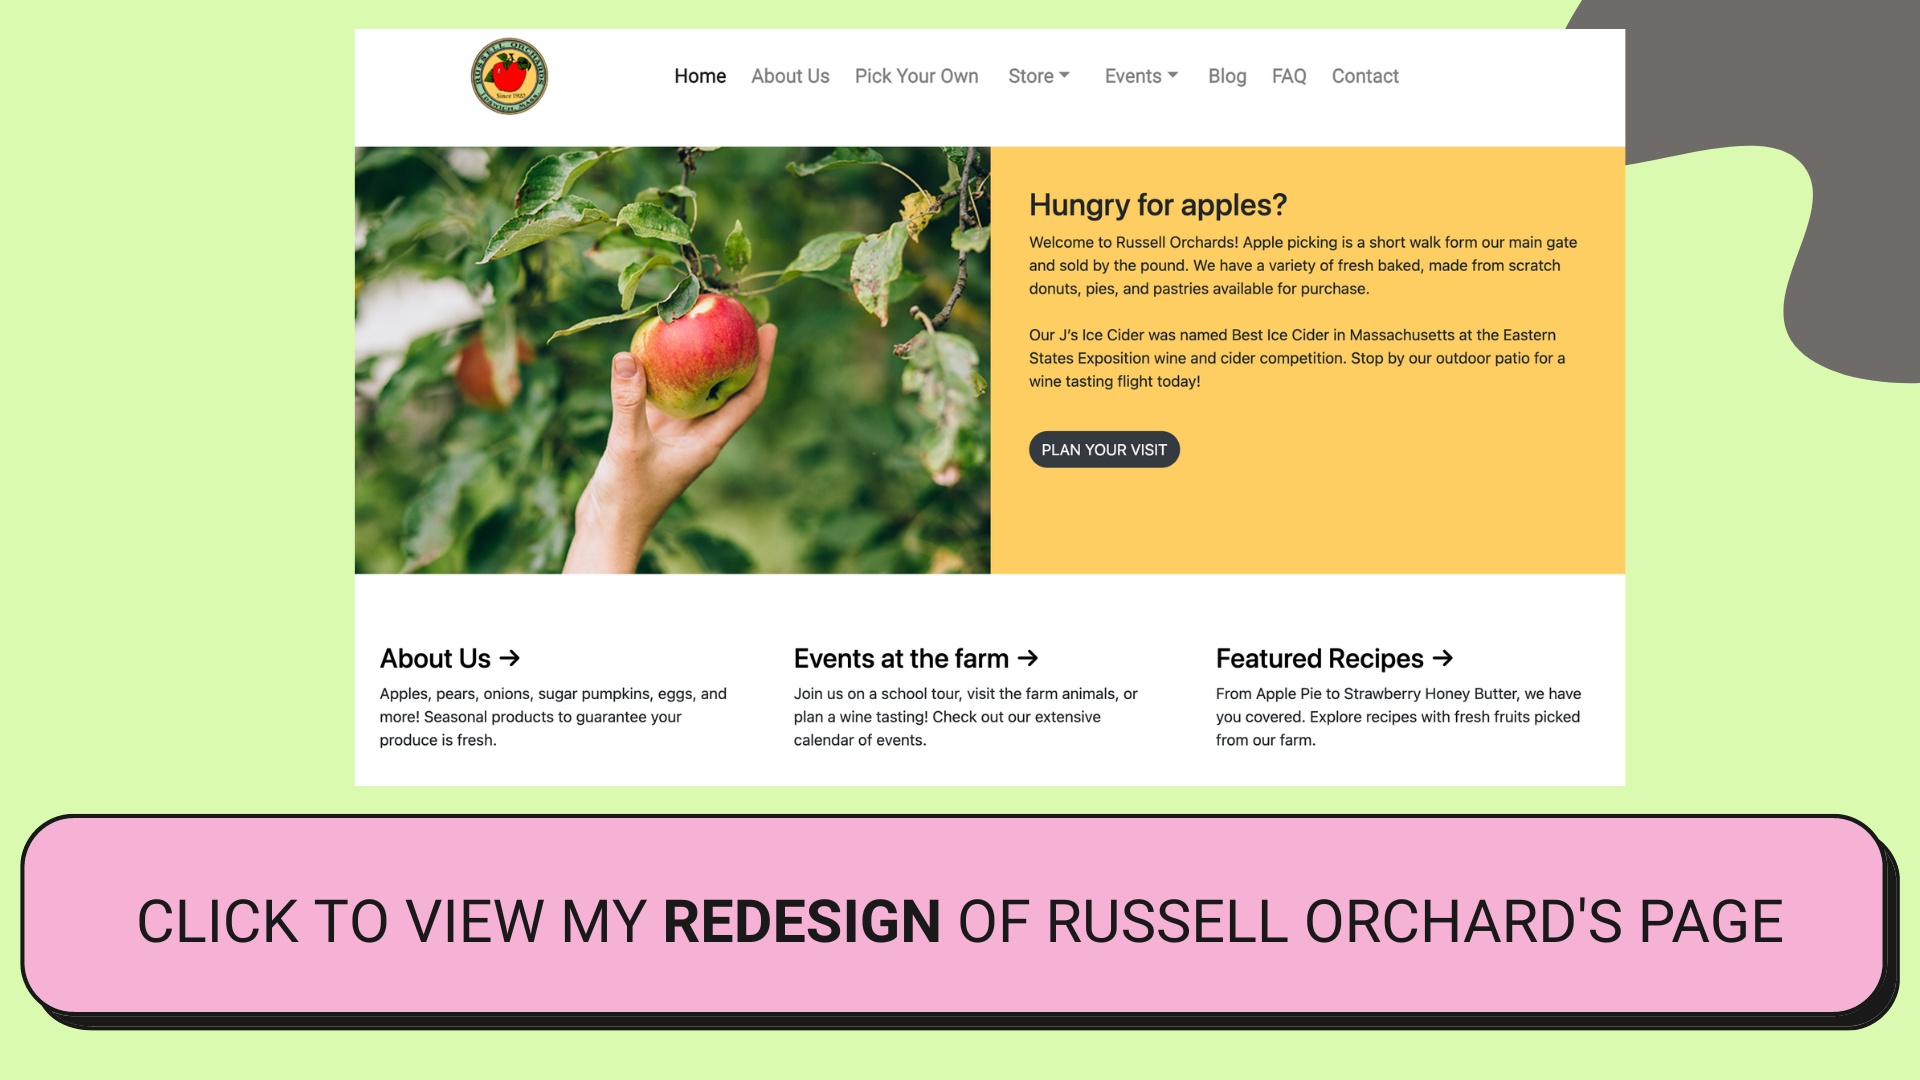 RUSSELL ORCHARDS
Since 1920
IPSWICH, MASS.
Home About Us Pick Your Own Store Events Blog FAQ Contact
Hungry for apples?
Welcome to Russell Orchards! Apple picking is a short walk form our main gate
and sold by the pound. We have a variety of fresh baked, made from scratch
donuts, pies, and pastries available for purchase.
Our J's Ice Cider was named Best Ice Cider in Massachusetts at the Eastern
States Exposition wine and cider competition. Stop by our outdoor patio for a
wine tasting flight today!
PLAN YOUR VISIT
About Us →
Apples, pears, onions, sugar pumpkins, eggs, and
more! Seasonal products to guarantee your
produce is fresh.
Events at the farm →
Join us on a school tour, visit the farm animals, or
plan a wine tasting! Check out our extensive
calendar of events.
Featured Recipes →
From Apple Pie to Strawberry Honey Butter, we have
you covered. Explore recipes with fresh fruits picked
from our farm.
CLICK TO VIEW MY REDESIGN OF RUSSELL ORCHARD'S PAGE